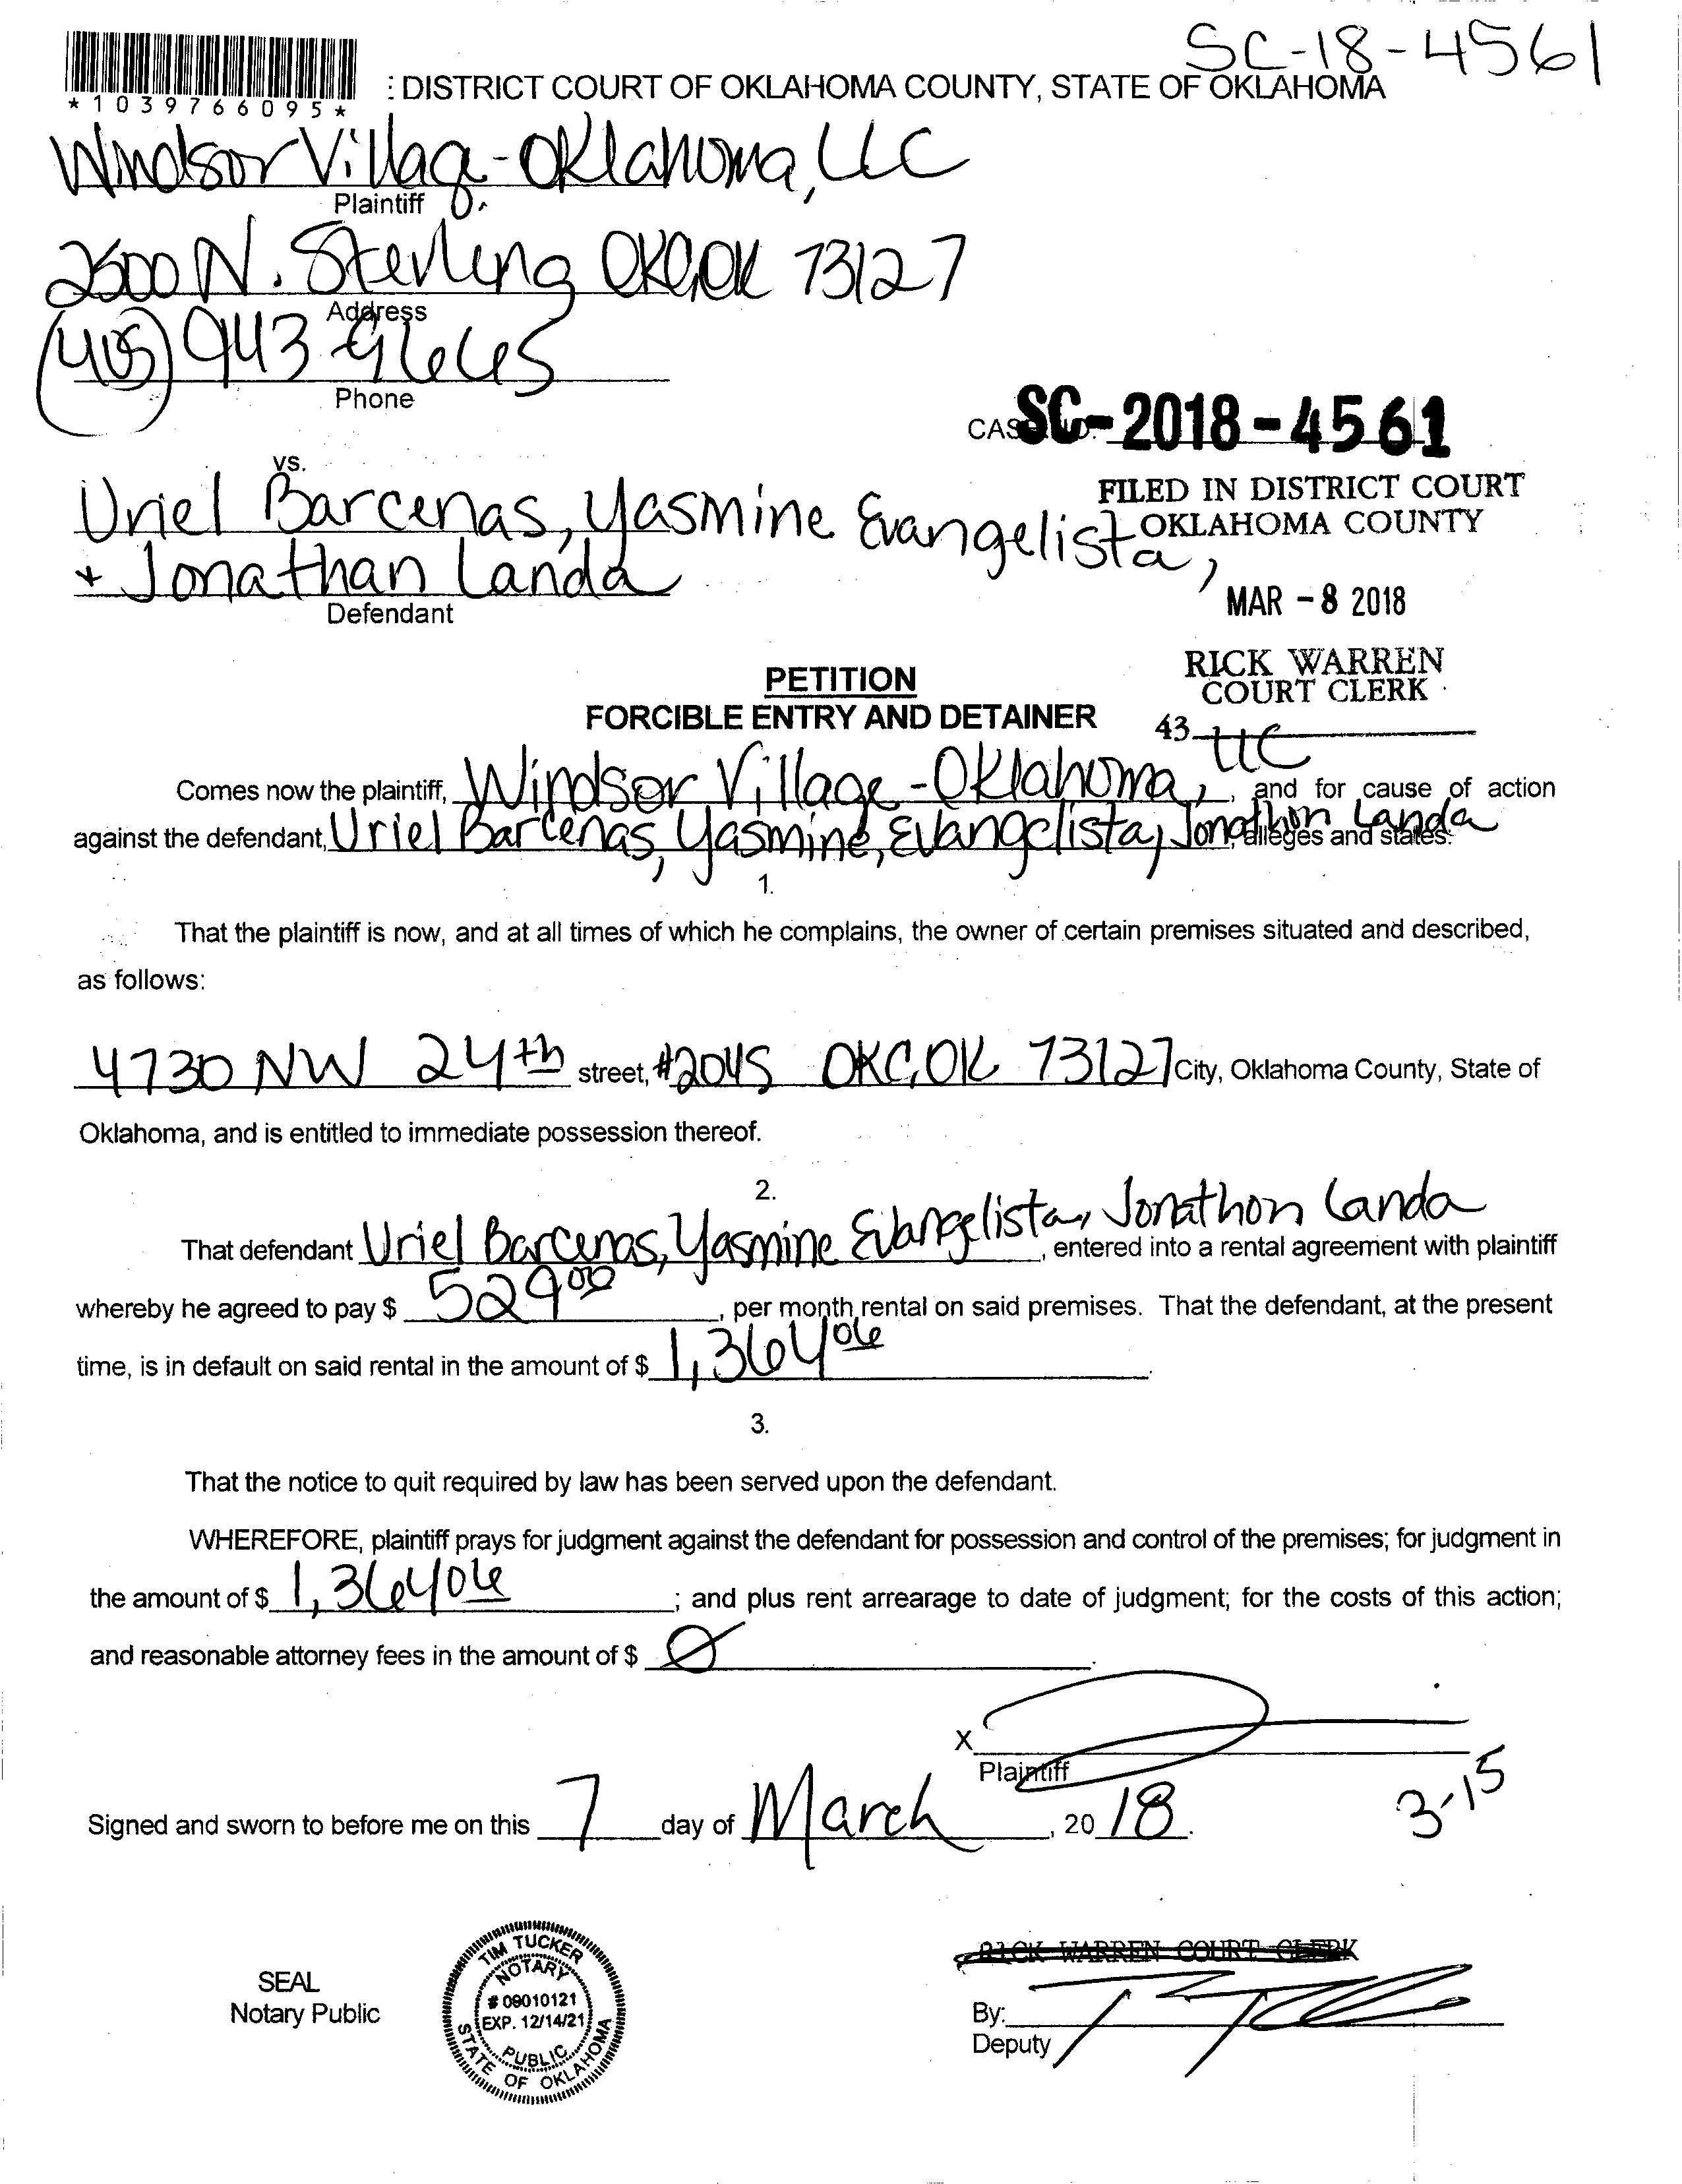 SC-18-4561
*1039766095*
: DISTRICT COURT OF OKLAHOMA COUNTY, STATE OF OKLAHOMA
Windsor Village-Oklahoma, LLC
Plaintiff
2500 N. Sterling OKC, OK 73127
Address
(405) 943-9665
Phone
CAS SC-2018-4561
vs.
Uriel Barcenas, Yasmine Evangelista,
FILED IN DISTRICT COURT
OKLAHOMA COUNTY
+ Jonathan Landa
Defendant
MAR - 8 2018
RICK WARREN
COURT CLERK
43
PETITION
FORCIBLE ENTRY AND DETAINER
Comes now the plaintiff, Windsor Village-Oklahoma, LLC, and for cause of action
against the defendant, Uriel Barcenas, Yasmine, Evangelista, Jonathon Landa, alleges and states:
1.
That the plaintiff is now, and at all times of which he complains, the owner of certain premises situated and described,
as follows:
4730 NW 24th street, #204S OKC, OK 73127 City, Oklahoma County, State of
Oklahoma, and is entitled to immediate possession thereof.
2.
That defendant Uriel Barcenas, Yasmine Evangelista, Jonathon Landa, entered into a rental agreement with plaintiff
whereby he agreed to pay $ 529 00, per month rental on said premises. That the defendant, at the present
time, is in default on said rental in the amount of $ 1,364 06.
3.
That the notice to quit required by law has been served upon the defendant.
WHEREFORE, plaintiff prays for judgment against the defendant for possession and control of the premises; for judgment in
the amount of $ 1,364 06; and plus rent arrearage to date of judgment; for the costs of this action;
and reasonable attorney fees in the amount of $ Ø.
X
Plaintiff
3-15
Signed and sworn to before me on this 7 day of March, 20 18.
RICK WARREN COURT CLERK
SEAL
Notary Public
TIM TUCKER
NOTARY
# 09010121
EXP. 12/14/21
PUBLIC
STATE OF OKLAHOMA
By:
Deputy